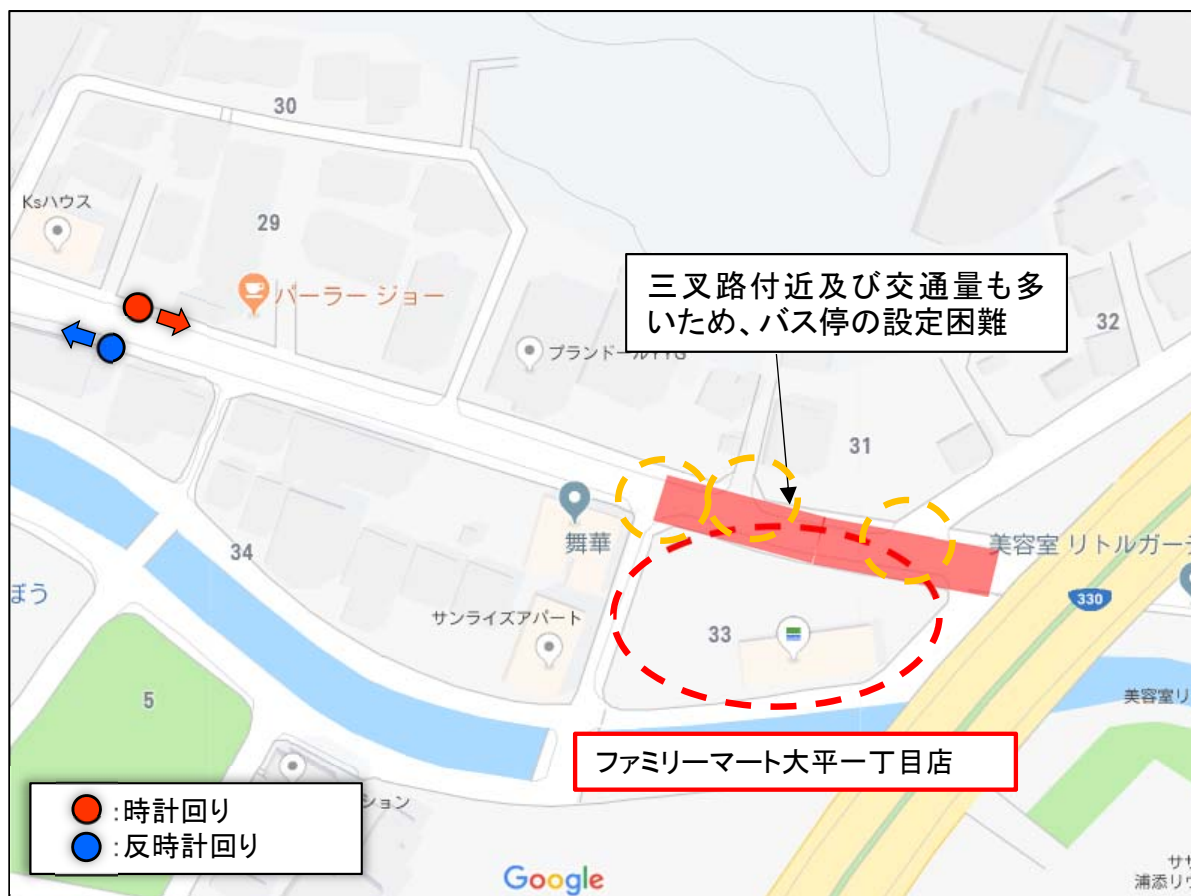 30
Ksハウス
29
パーラー ジョー
三叉路付近及び交通量も多
いため、バス停の設定困難
32
31
舞華
美容室 リトルガーデ
34
ぼう
サンライズアパート
33
330
5
美容室リ
ファミリーマート大平一丁目店
ション
:時計回り
:反時計回り
Google
ササ
浦添リウ